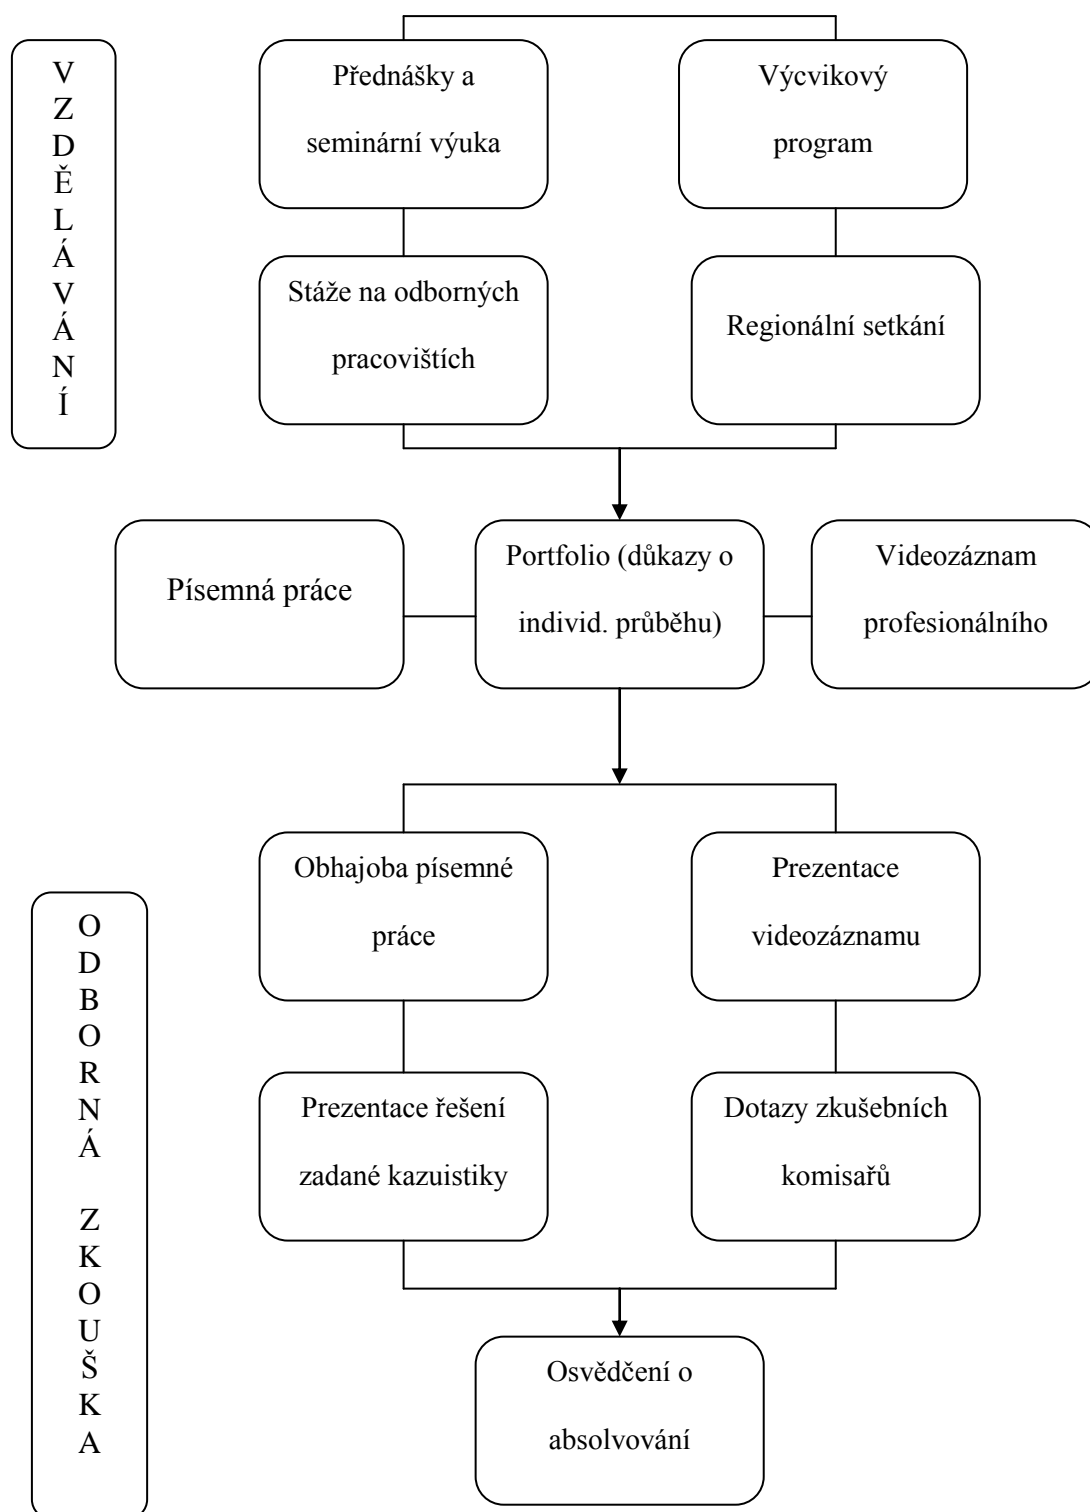 V
Z
D
Ě
L
Á
V
Á
N
Í
Přednášky a
seminární výuka
Výcvikový
program
Stáže na odborných
pracovištích
Regionální setkání
Písemná práce
Portfolio (důkazy o
individ. průběhu)
Videozáznam
profesionálního
O
D
B
O
R
N
Á
Z
K
O
U
Š
K
A
Obhajoba písemné
práce
Prezentace
videozáznamu
Prezentace řešení
zadané kazuistiky
Dotazy zkušebních
komisařů
Osvědčení o
absolvování